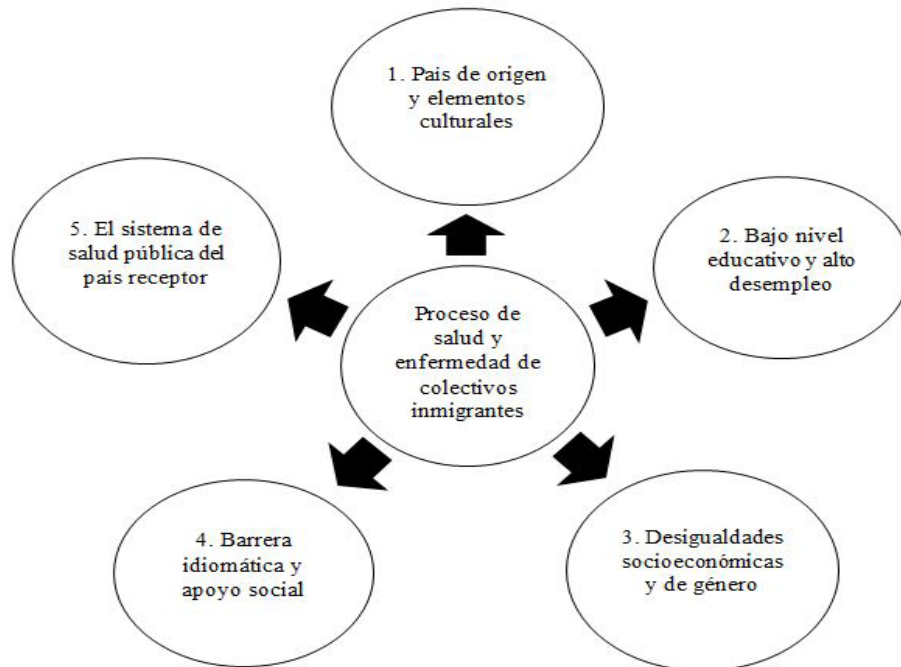 1. País de origen
y elementos
culturales
2. Bajo nivel
educativo y alto
desempleo
3. Desigualdades
socioeconómicas
y de género
4. Barrera
idiomática y
apoyo social
5. El sistema de
salud pública del
país receptor
Proceso de
salud y
enfermedad de
colectivos
inmigrantes